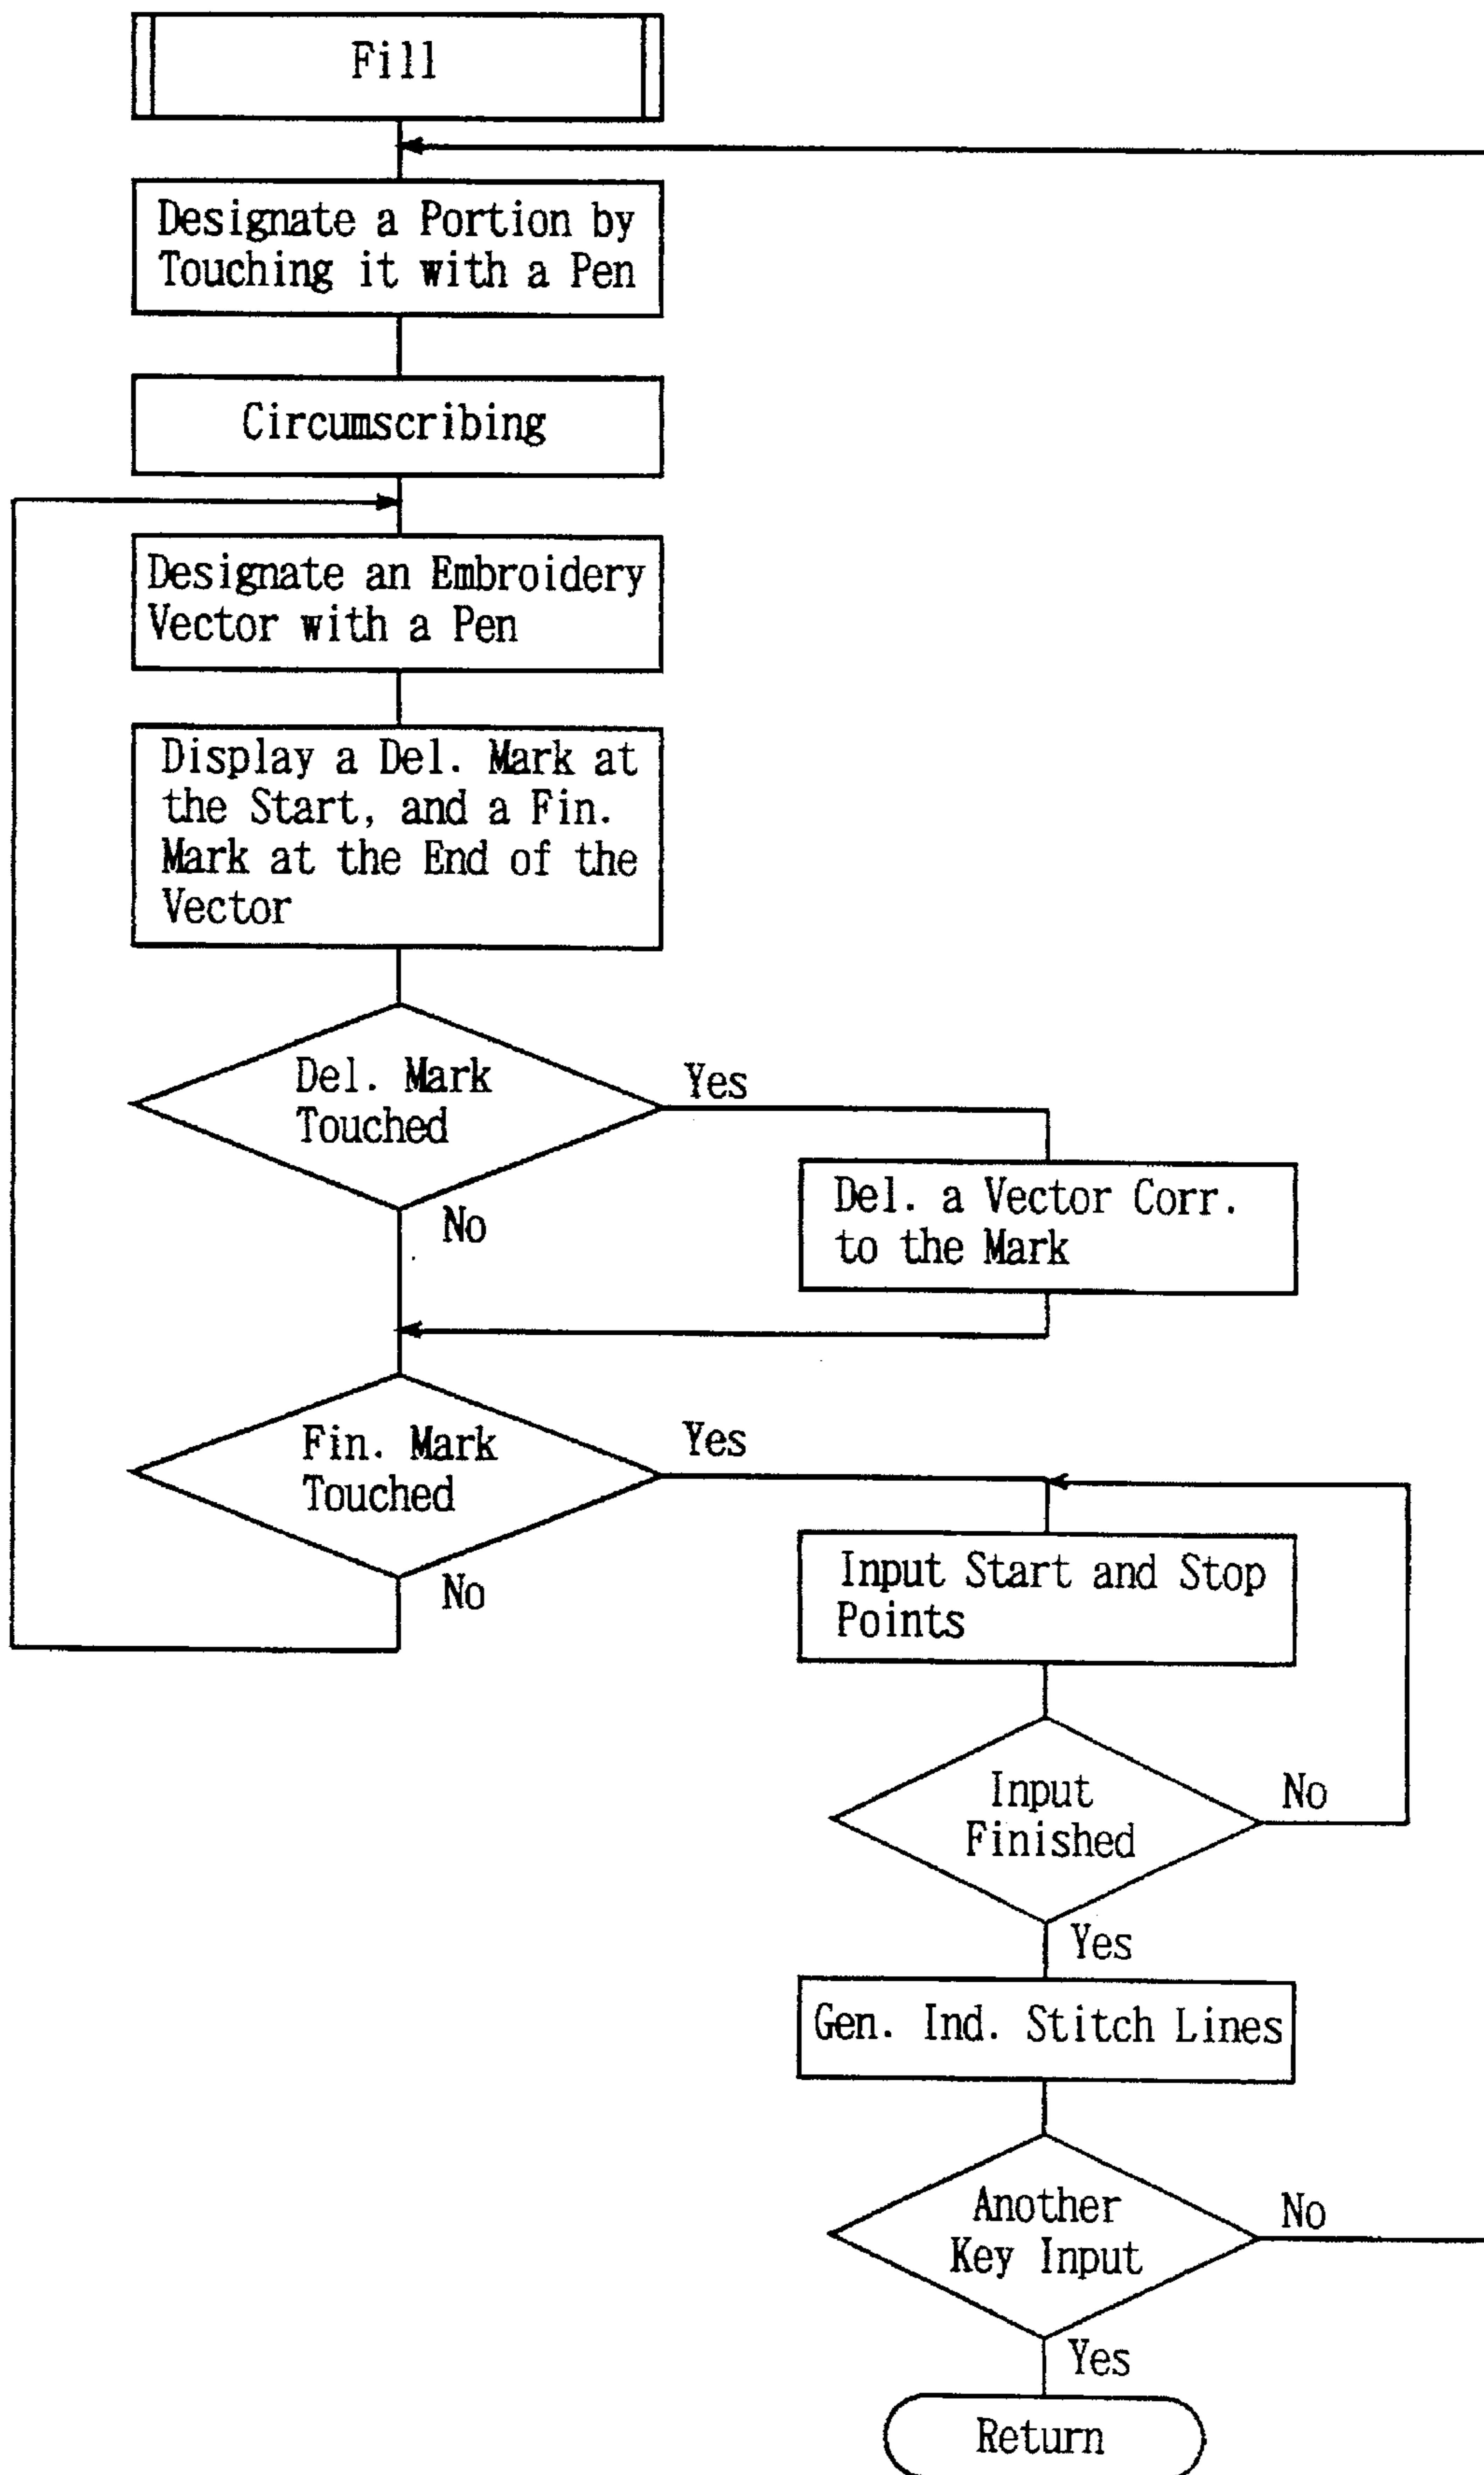 Fill
Designate a Portion by
Touching it with a Pen
Circumscribing
Designate an Embroidery
Vector with a Pen
Display a Del. Mark at
the Start, and a Fin.
Mark at the End of the
Vector
Del. Mark
Touched
Yes
No
Del. a Vector Corr.
to the Mark
Fin. Mark
Touched
Yes
No
Input Start and Stop
Points
Input
Finished
No
Yes
Gen. Ind. Stitch Lines
Another
Key Input
No
Yes
Return